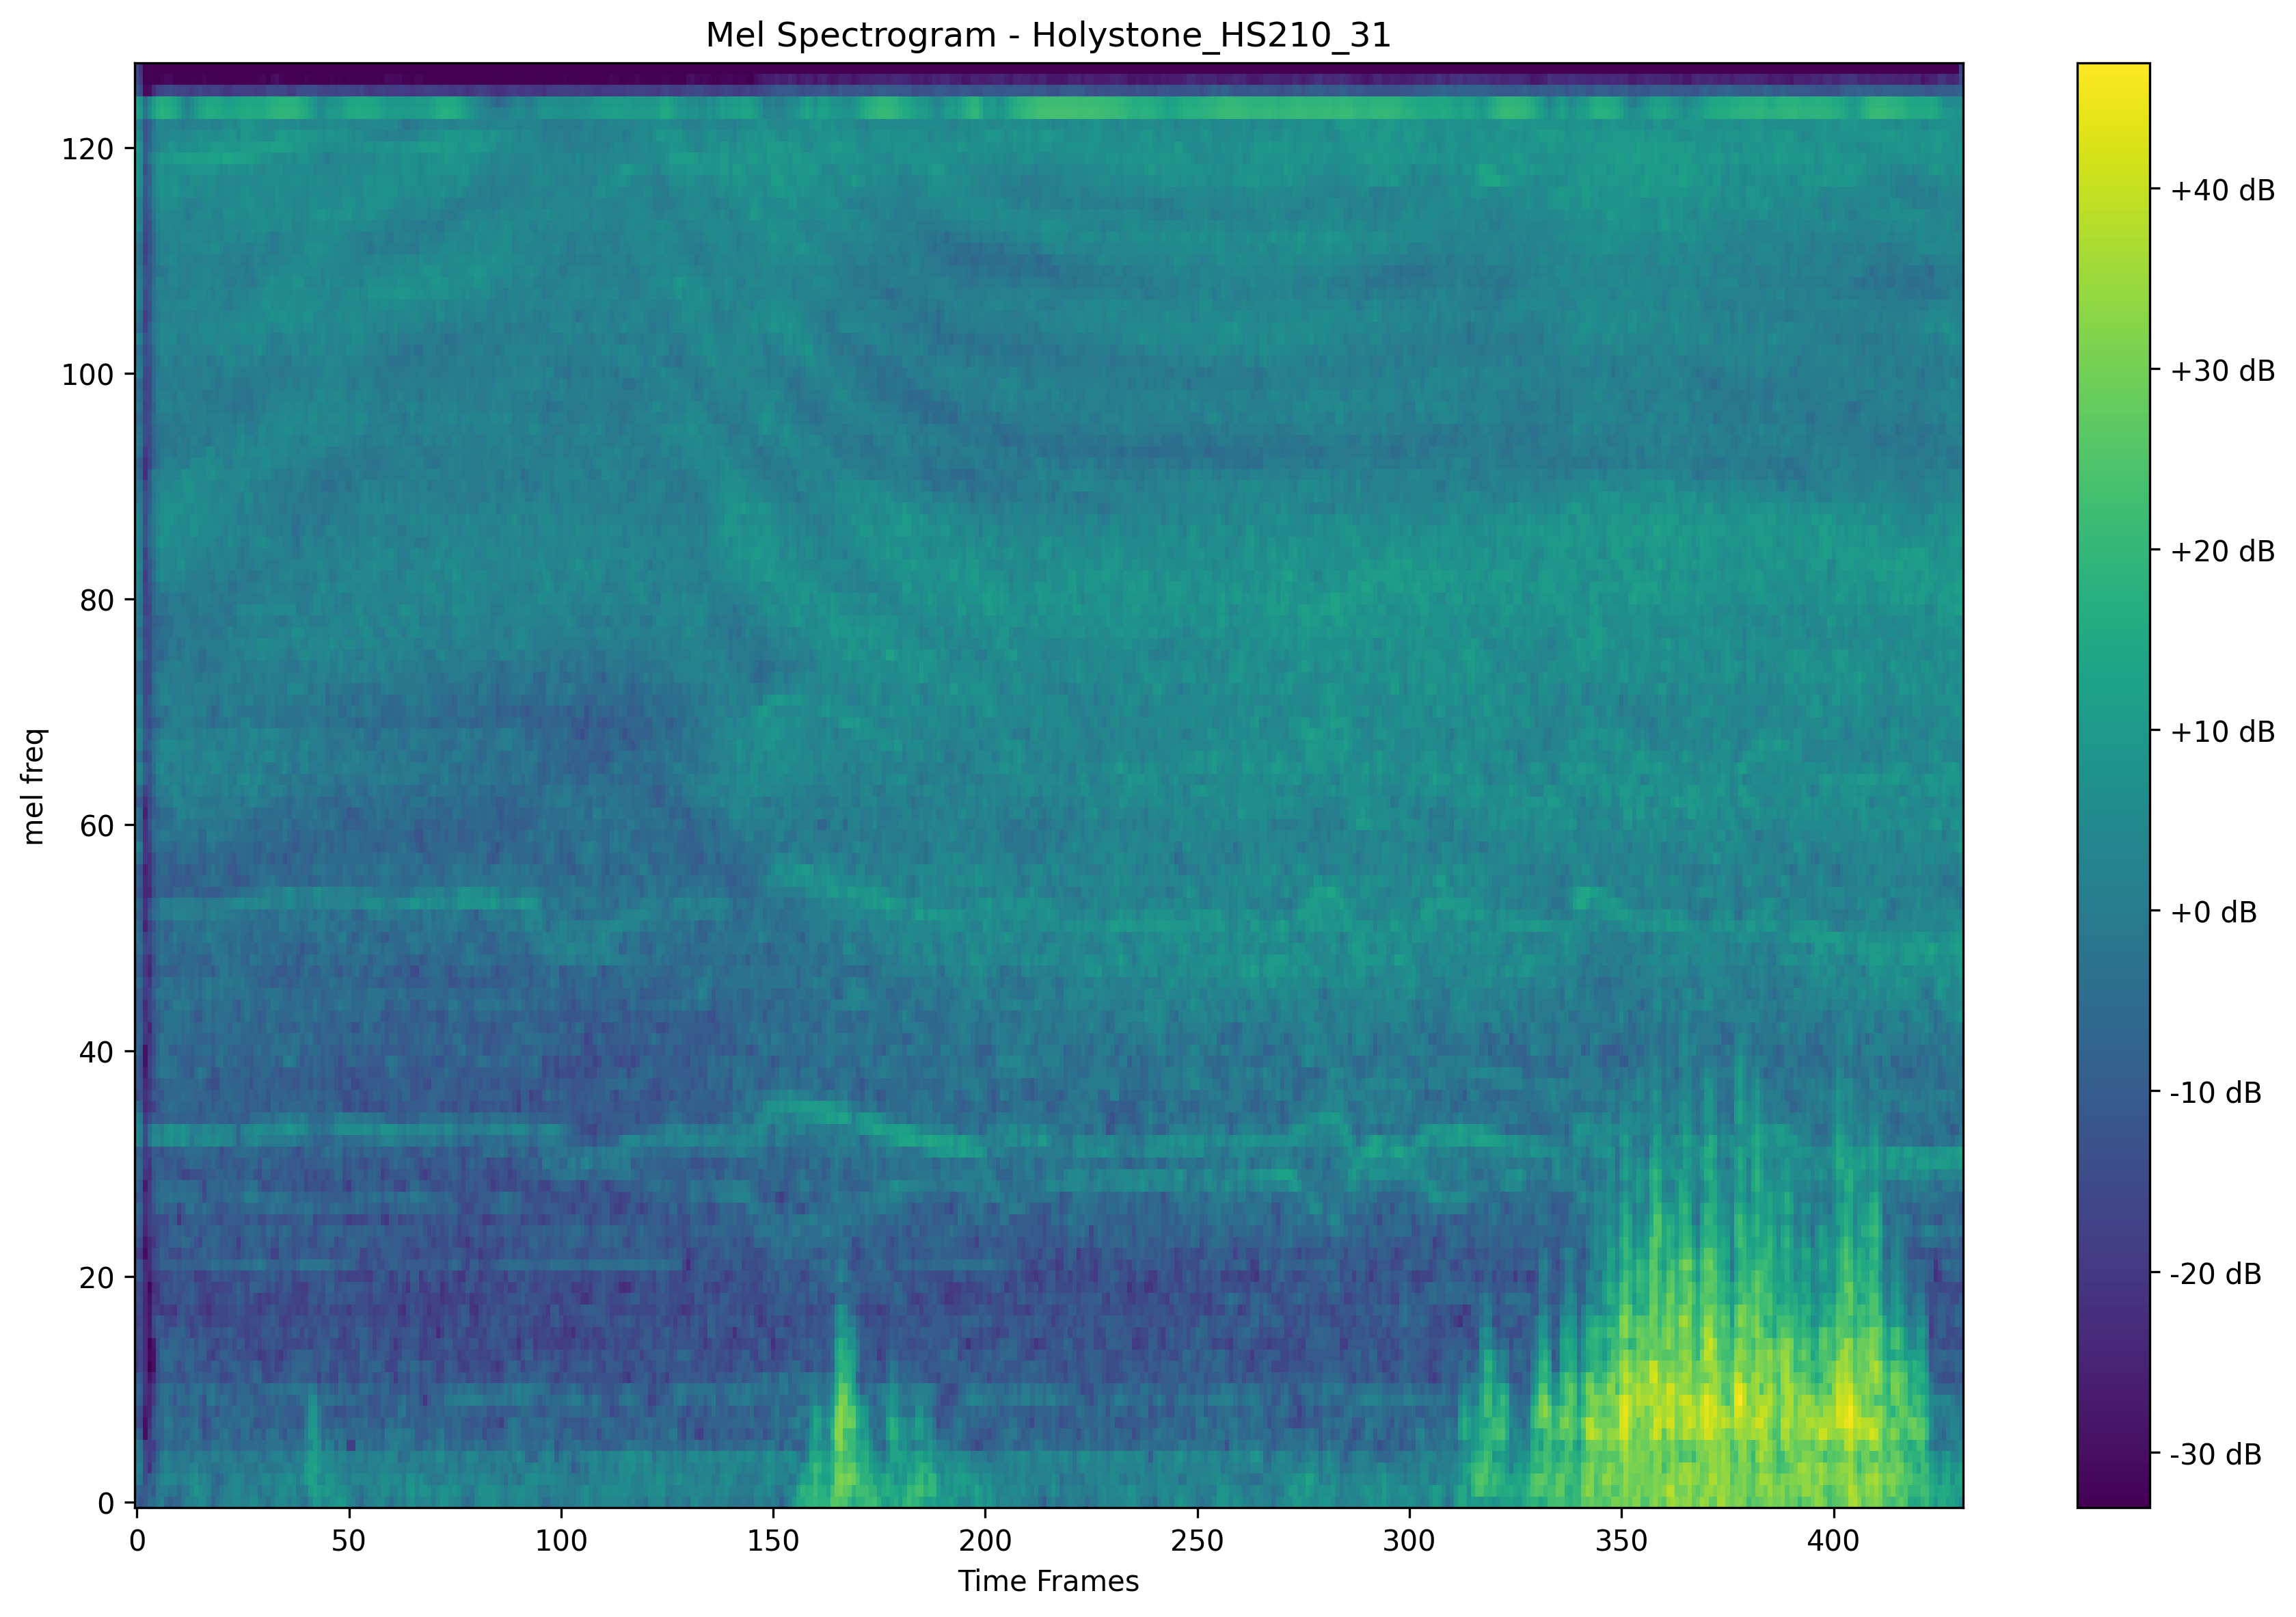 Mel Spectrogram - Holystone_HS210_31
mel freq
120
100
80
60
40
20
0
0 50 100 150 200 250 300 350 400
Time Frames
+40 dB
+30 dB
+20 dB
+10 dB
+0 dB
-10 dB
-20 dB
-30 dB